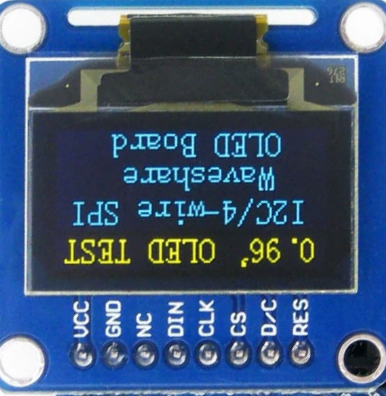 0.96' OLED TEST
I2C/4-wire SPI
Waveshare
OLED Board
VCC
GND
NC
DIN
CLK
CS
D/C
RES